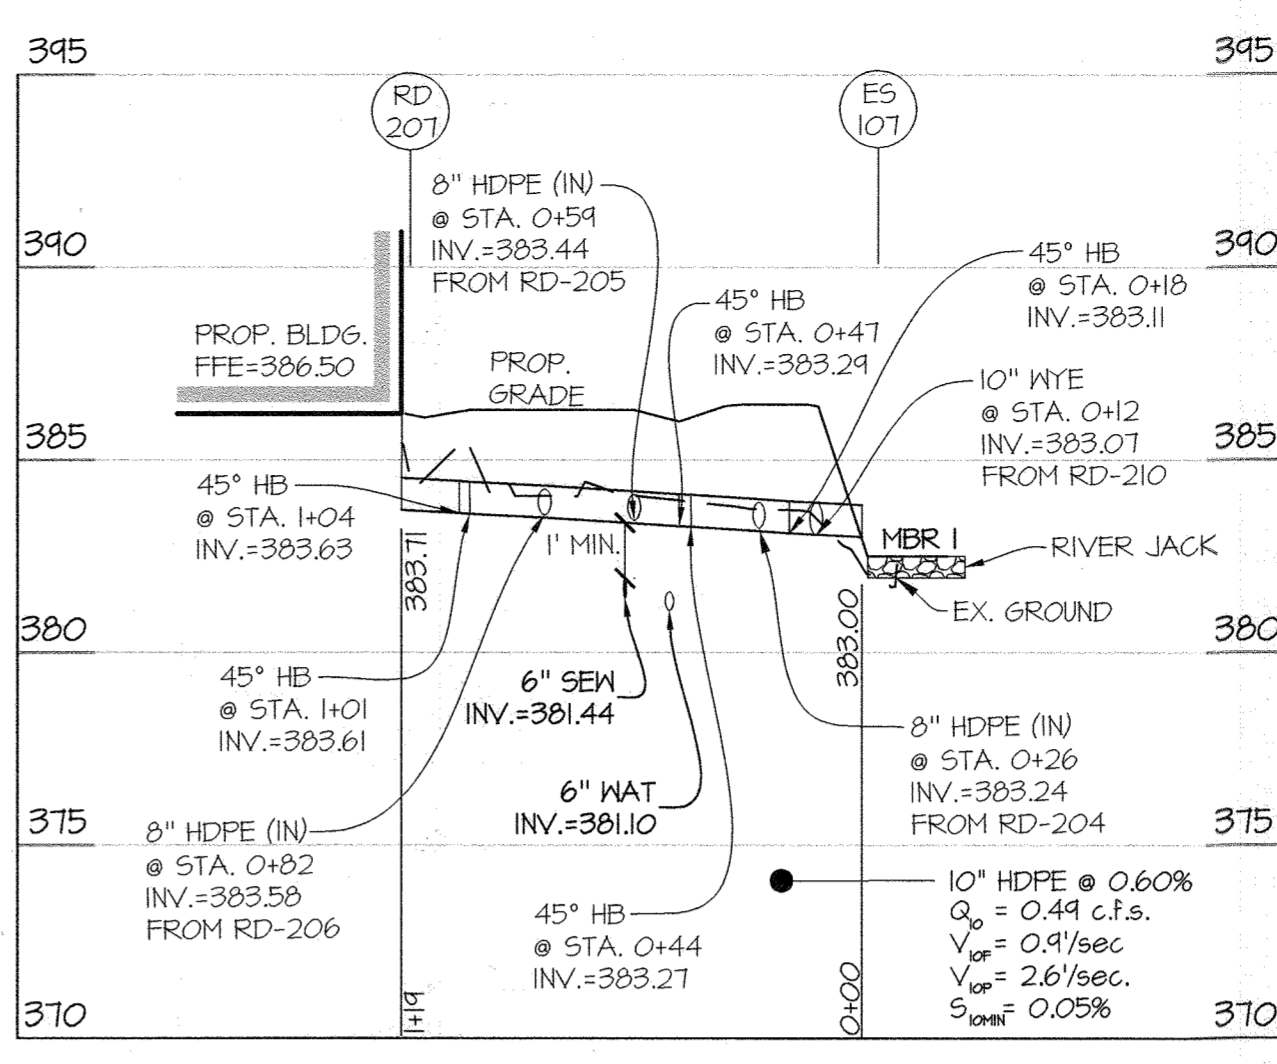 395
395
RD
207
ES
107
8" HDPE (IN)
@ STA. 0+59
INV.=383.44
FROM RD-205
390
390
45° HB
@ STA. 0+18
INV.=383.11
45° HB
@ STA. 0+47
INV.=383.29
PROP. BLDG.
FFE=386.50
PROP.
GRADE
10" WYE
@ STA. 0+12
INV.=383.07
FROM RD-210
385
385
45° HB
@ STA. 1+04
INV.=383.63
383.71
1' MIN.
MBR 1
RIVER JACK
EX. GROUND
383.00
380
380
45° HB
@ STA. 1+01
INV.=383.61
6" SEW
INV.=381.44
8" HDPE (IN)
@ STA. 0+26
INV.=383.24
FROM RD-204
6" WAT
INV.=381.10
375
375
8" HDPE (IN)
@ STA. 0+82
INV.=383.58
FROM RD-206
45° HB
@ STA. 0+44
INV.=383.27
10" HDPE @ 0.60%
Q10 = 0.49 c.f.s.
V10F = 0.9'/sec
V10P = 2.6'/sec.
S10MIN = 0.05%
1+19
0+00
370
370